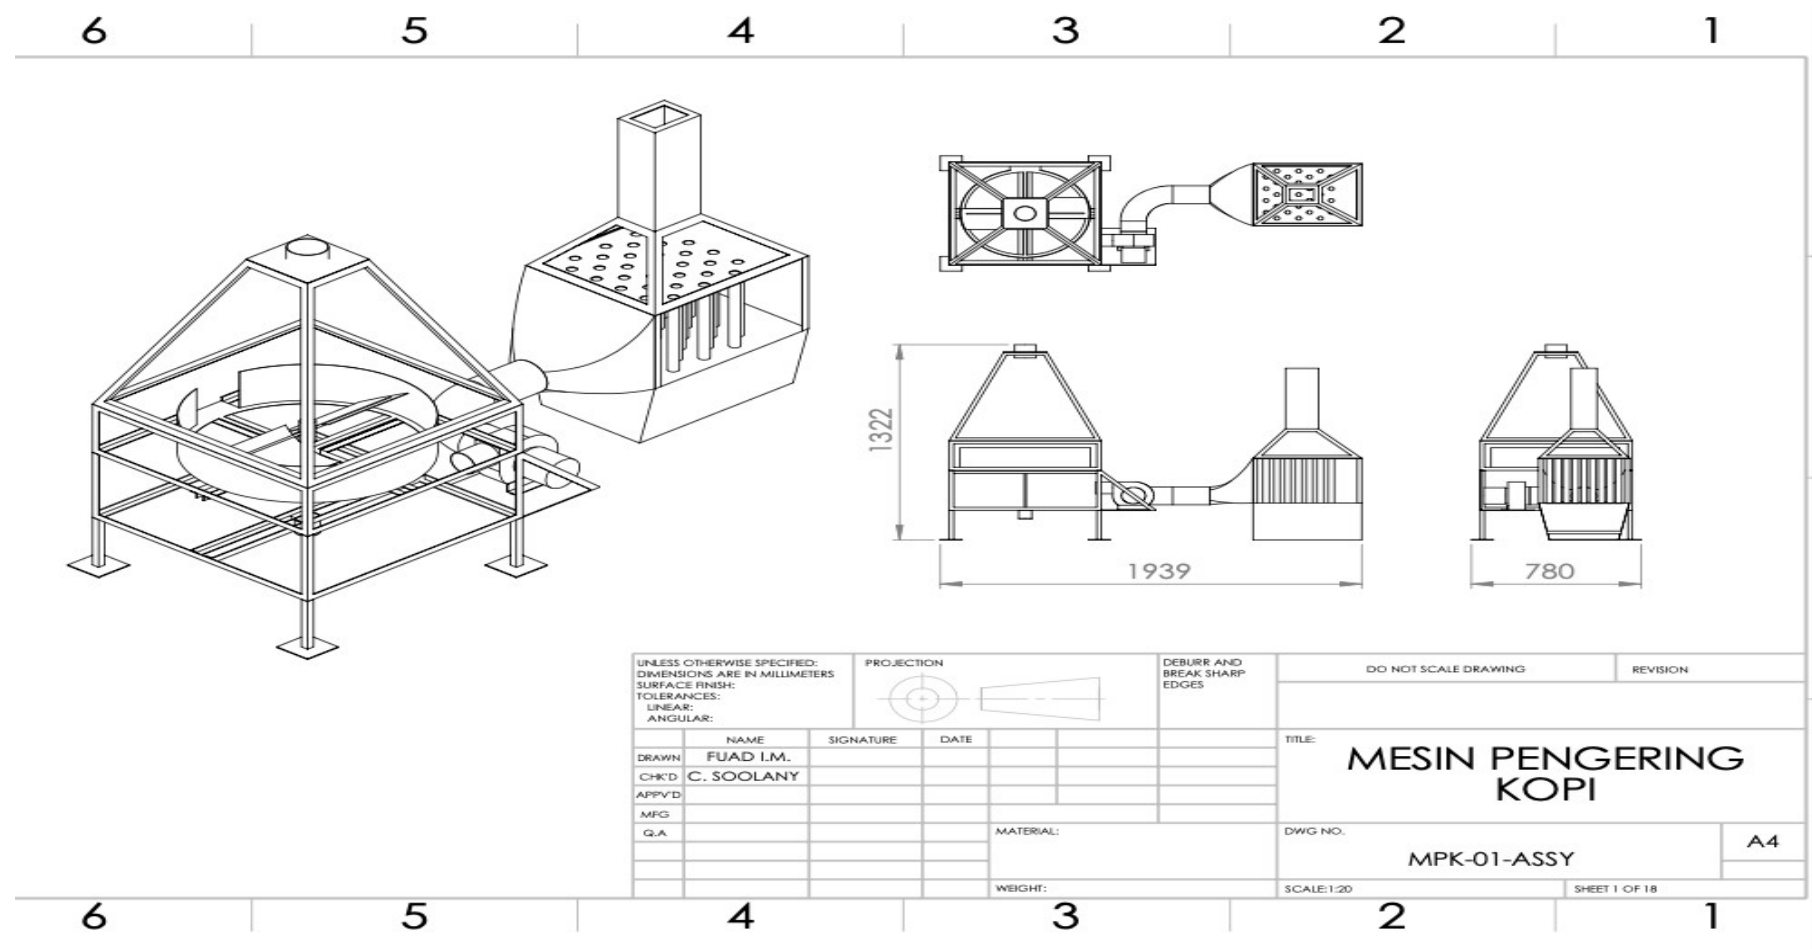 6 5 4 3 2 1
1322
1939
780
UNLESS OTHERWISE SPECIFIED:
DIMENSIONS ARE IN MILLIMETERS
SURFACE FINISH:
TOLERANCES:
LINEAR:
ANGULAR:
PROJECTION
DEBURR AND
BREAK SHARP
EDGES
DO NOT SCALE DRAWING
REVISION
NAME SIGNATURE DATE
DRAWN FUAD I.M.
CHK'D C. SOOLANY
APPV'D
MFG
Q.A
MATERIAL:
WEIGHT:
TITLE:
MESIN PENGERING
KOPI
DWG NO.
MPK-01-ASSY
A4
SCALE:1:20
SHEET 1 OF 18
6 5 4 3 2 1